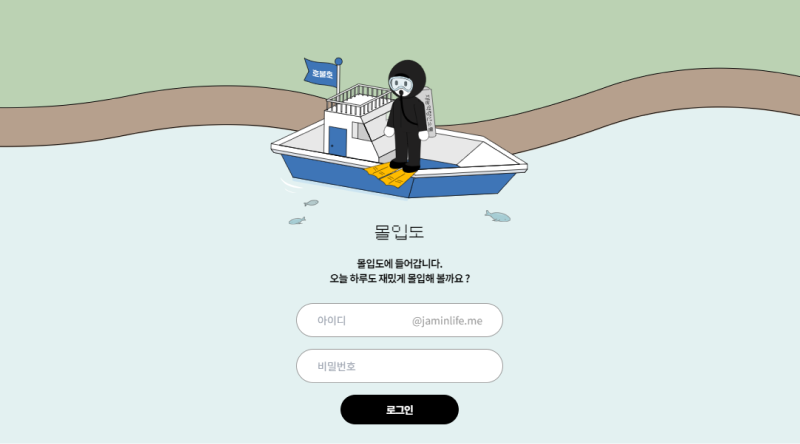 호불호
몰입도
몰입도에 들어갑니다.
오늘 하루도 재밌게 몰입해 볼까요 ?
아이디 @jaminlife.me
비밀번호
로그인